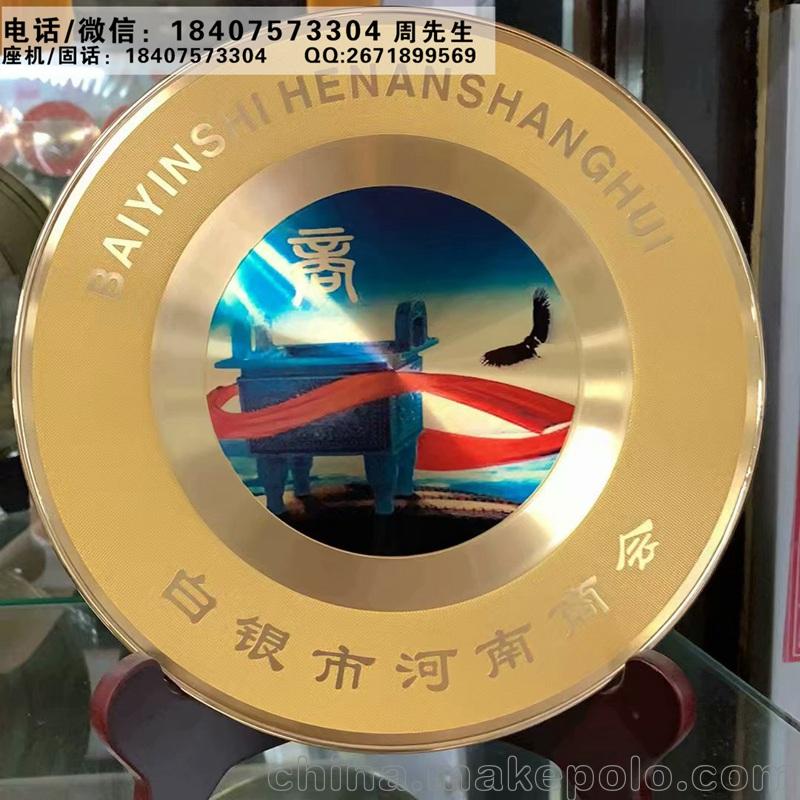 电话/微信：18407573304 周先生
座机/固话：18407573304 QQ:2671899569
BAIYINSHI HENANSHANGHUI
商
白银市河南商会
china.makepolo.com